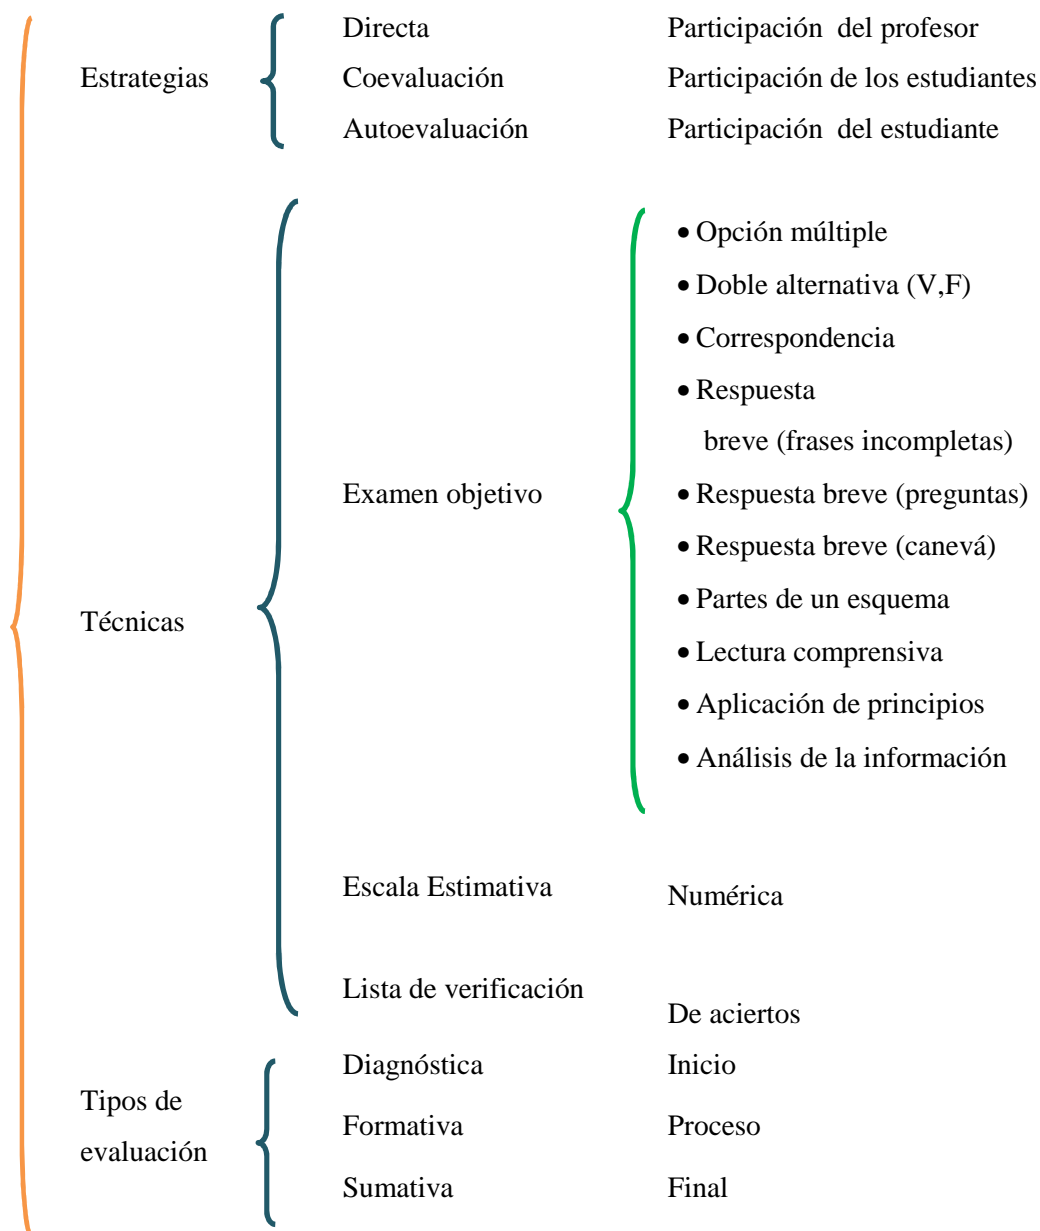 Directa Participación del profesor
Estrategias Coevaluación Participación de los estudiantes
Autoevaluación Participación del estudiante
• Opción múltiple
• Doble alternativa (V,F)
• Correspondencia
• Respuesta
breve (frases incompletas)
Examen objetivo • Respuesta breve (preguntas)
• Respuesta breve (canevá)
• Partes de un esquema
Técnicas
• Lectura comprensiva
• Aplicación de principios
• Análisis de la información
Escala Estimativa Numérica
Lista de verificación De aciertos
Diagnóstica Inicio
Tipos de
evaluación
Formativa Proceso
Sumativa Final